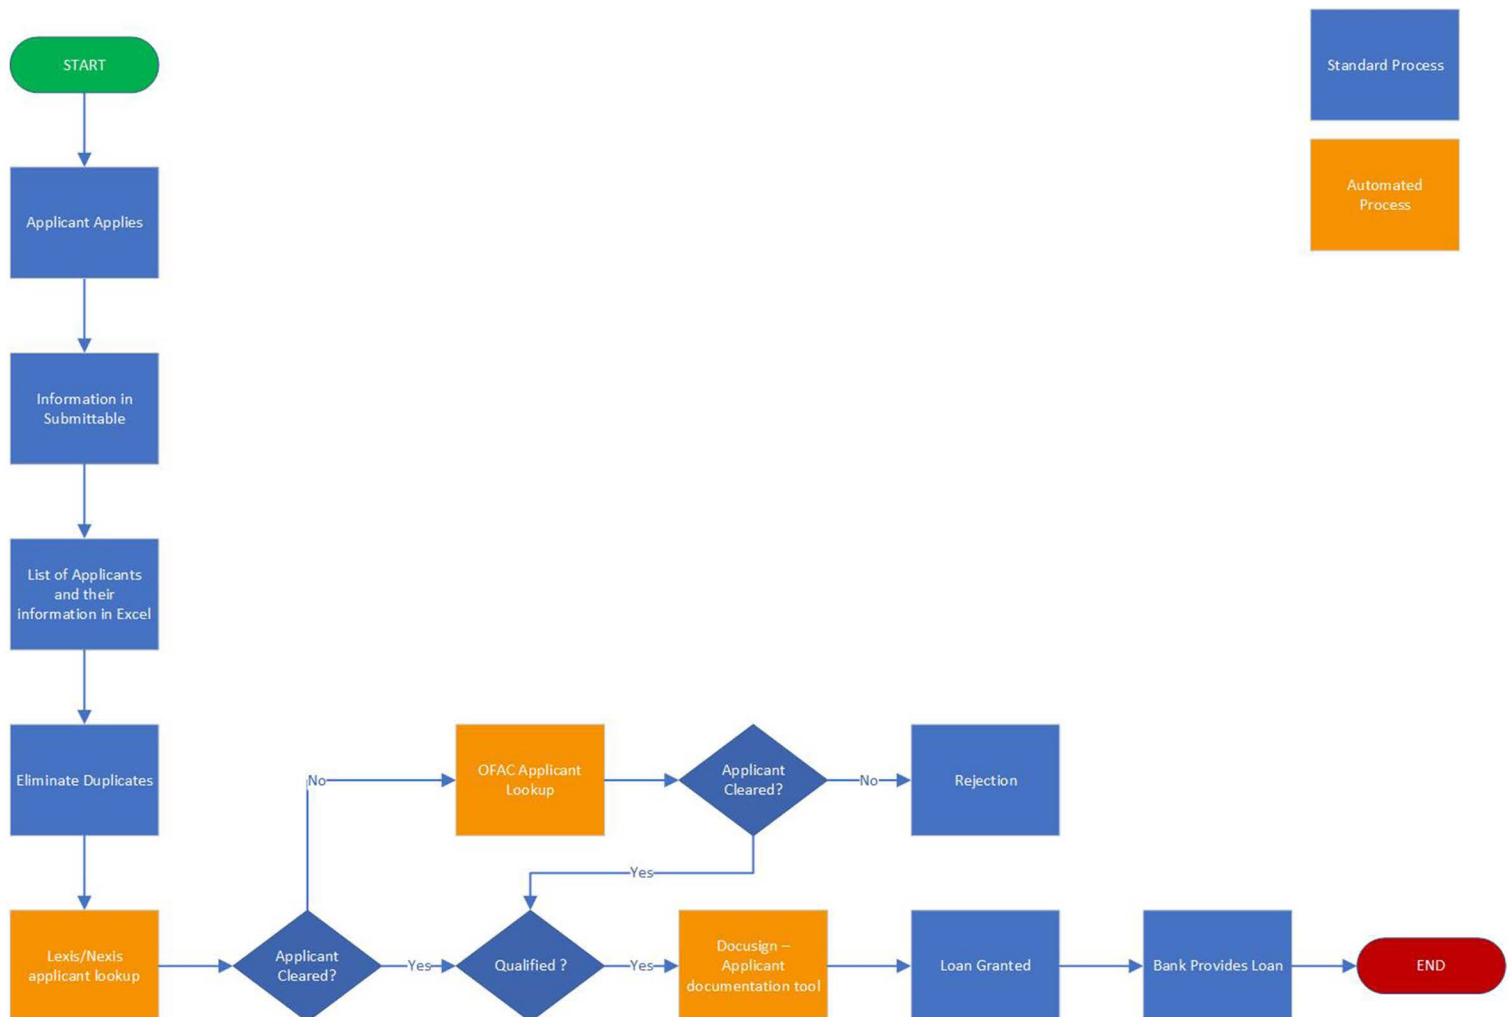 START
Standard Process
Automated
Process
Applicant Applies
Information in
Submittable
List of Applicants
and their
information in Excel
Eliminate Duplicates
No
OFAC Applicant
Lookup
Applicant
Cleared?
No
Rejection
Yes
Lexis/Nexis
applicant lookup
Applicant
Cleared?
Yes
Qualified ?
Yes
Docusign –
Applicant
documentation tool
Loan Granted
Bank Provides Loan
END